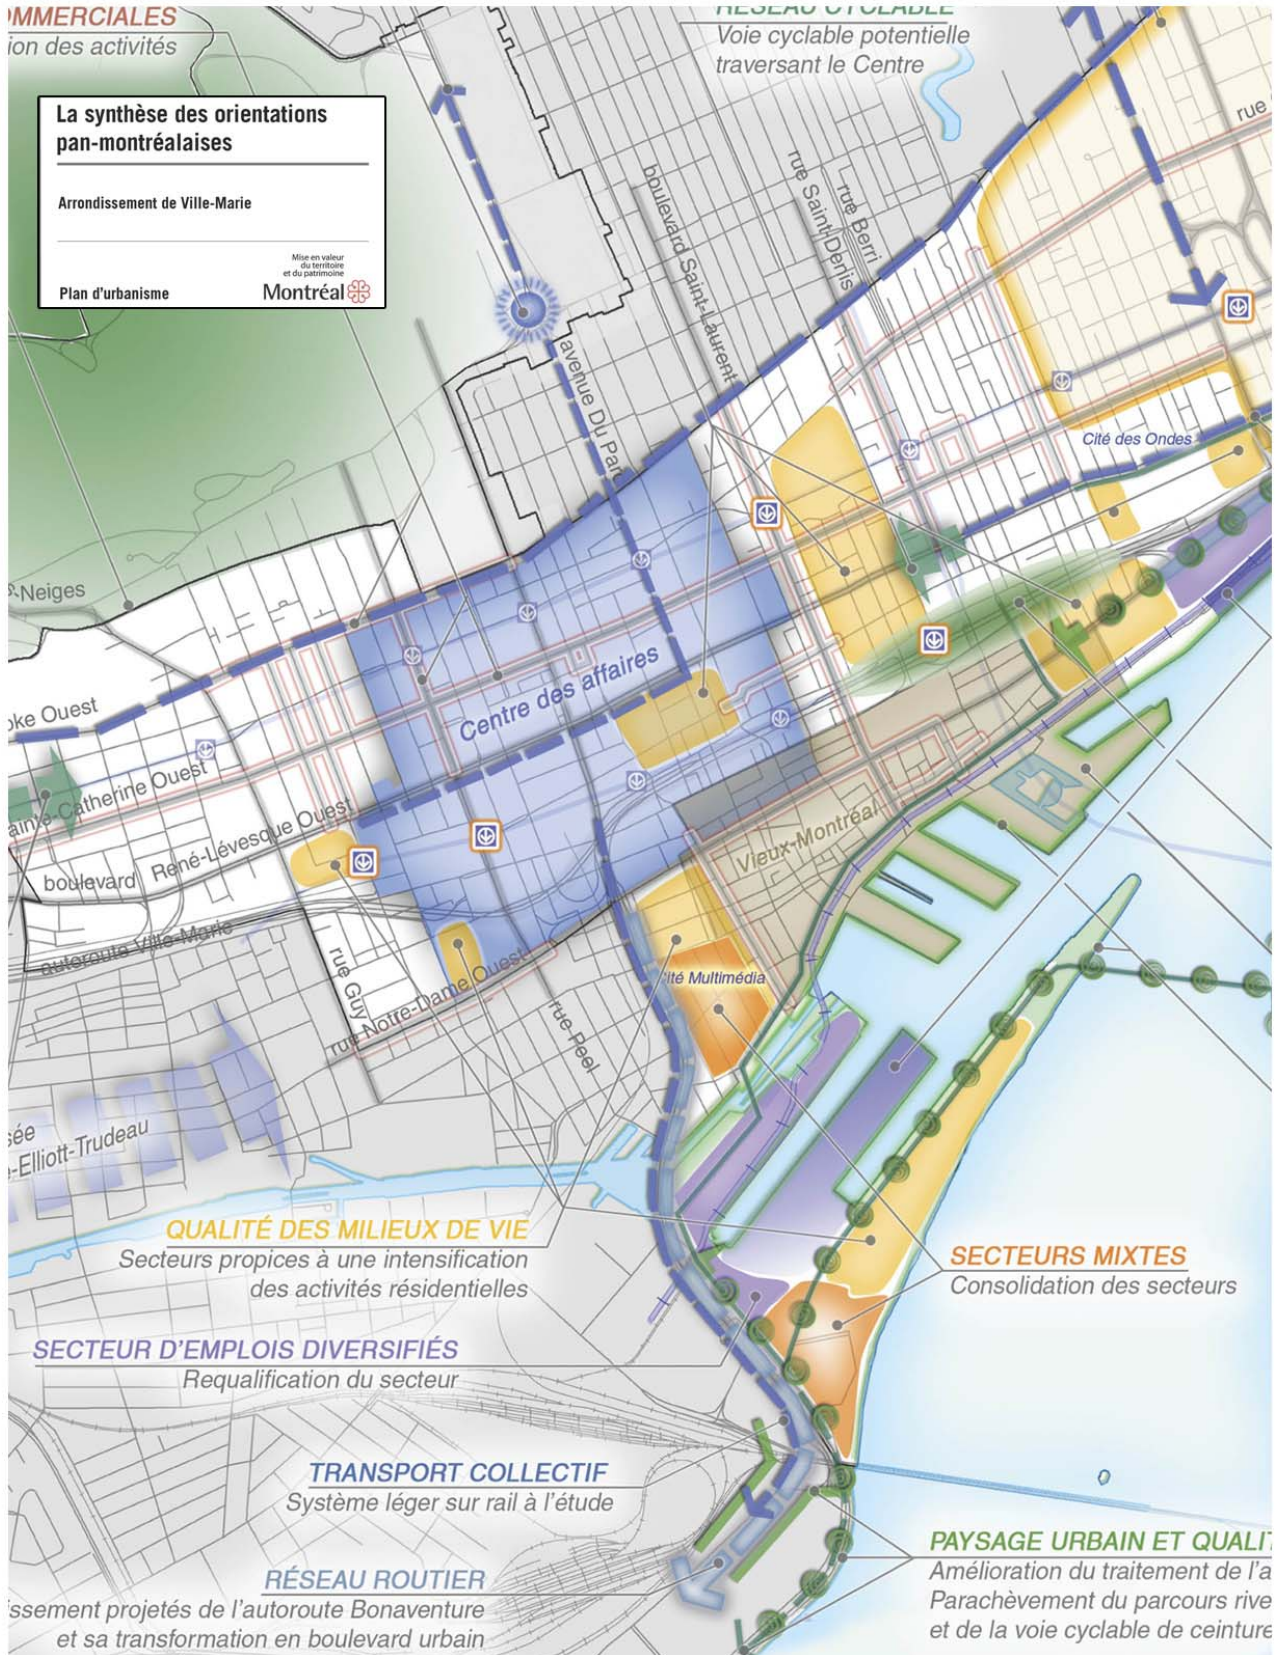 OMMERCIALES
ion des activités
RÉSEAU CYCLABLE
Voie cyclable potentielle
traversant le Centre
La synthèse des orientations
pan-montréalaises
Arrondissement de Ville-Marie
Mise en valeur
du territoire
et du patrimoine
Plan d'urbanisme
Montréal
rue
boulevard Saint-Laurent
rue Saint-Denis
rue Berri
avenue Du Parc
Cité des Ondes
Neiges
oke Ouest
Centre des affaires
ainte-Catherine Ouest
boulevard René-Lévesque Ouest
Vieux-Montréal
autoroute Ville-Marie
rue Guy
rue Notre-Dame Ouest
rue Peel
ité Multimédia
sée
-Elliott-Trudeau
QUALITÉ DES MILIEUX DE VIE
Secteurs propices à une intensification
des activités résidentielles
SECTEURS MIXTES
Consolidation des secteurs
SECTEUR D'EMPLOIS DIVERSIFIÉS
Requalification du secteur
TRANSPORT COLLECTIF
Système léger sur rail à l'étude
RÉSEAU ROUTIER
issement projetés de l'autoroute Bonaventure
et sa transformation en boulevard urbain
PAYSAGE URBAIN ET QUALIT
Amélioration du traitement de l'a
Parachèvement du parcours rive
et de la voie cyclable de ceinture